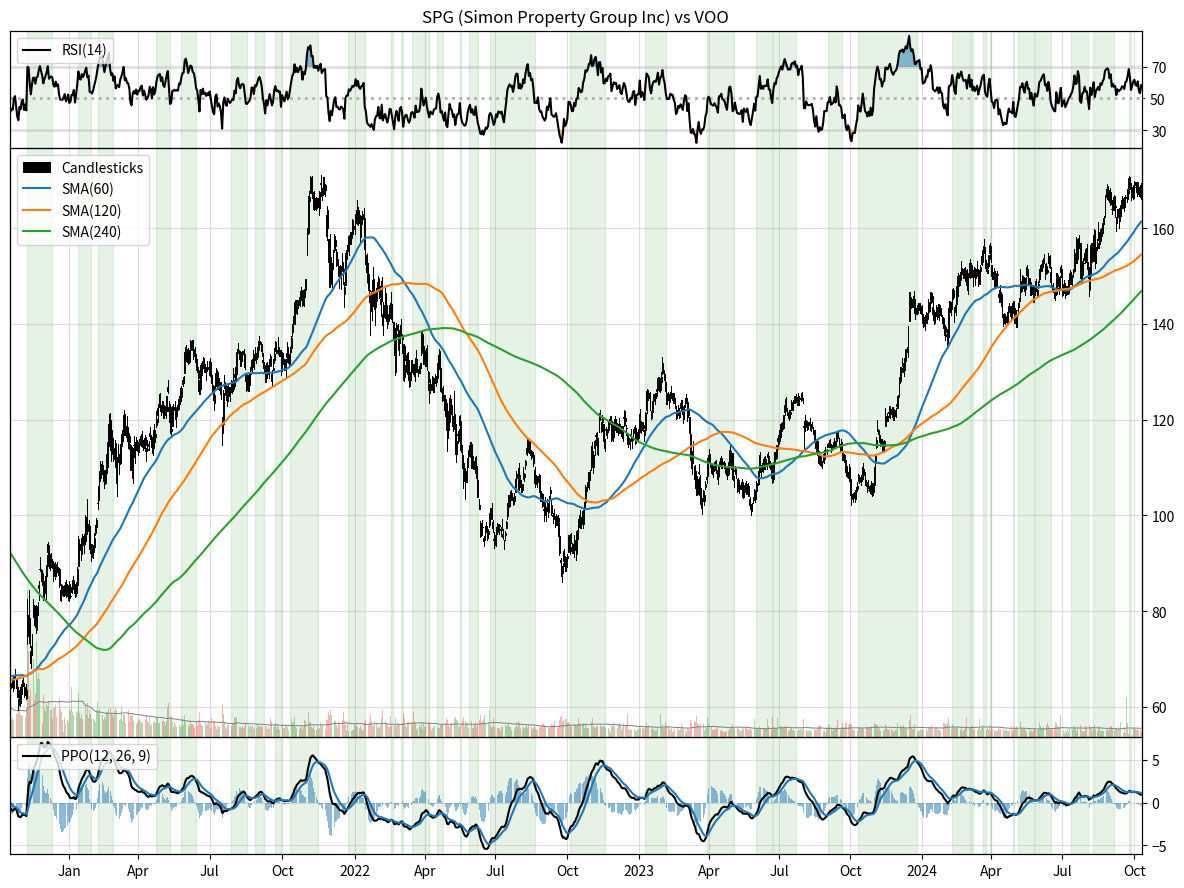 SPG (Simon Property Group Inc) vs VOO
RSI(14)
70
50
30
Candlesticks
SMA(60)
SMA(120)
SMA(240)
160
140
120
100
80
60
PPO(12, 26, 9)
5
0
−5
Jan Apr Jul Oct 2022 Apr Jul Oct 2023 Apr Jul Oct 2024 Apr Jul Oct